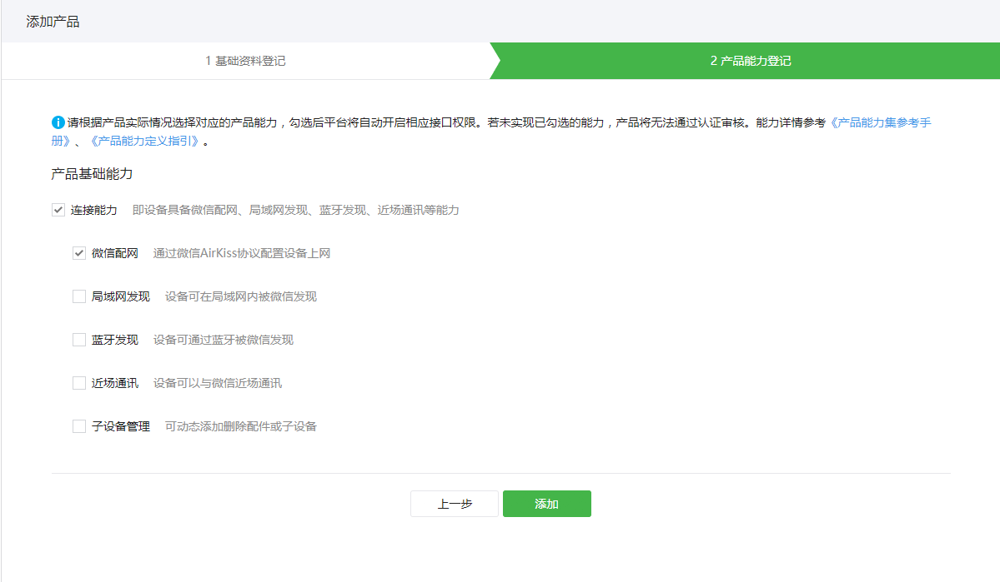 添加产品
1 基础资料登记
2 产品能力登记
请根据产品实际情况选择对应的产品能力，勾选后平台将自动开启相应接口权限。若未实现已勾选的能力，产品将无法通过认证审核。能力详情参考《产品能力集参考手
册》、《产品能力定义指引》。
产品基础能力
连接能力 即设备具备微信配网、局域网发现、蓝牙发现、近场通讯等能力
微信配网 通过微信AirKiss协议配置设备上网
局域网发现 设备可在局域网内被微信发现
蓝牙发现 设备可通过蓝牙被微信发现
近场通讯 设备可以与微信近场通讯
子设备管理 可动态添加删除配件或子设备
上一步 添加